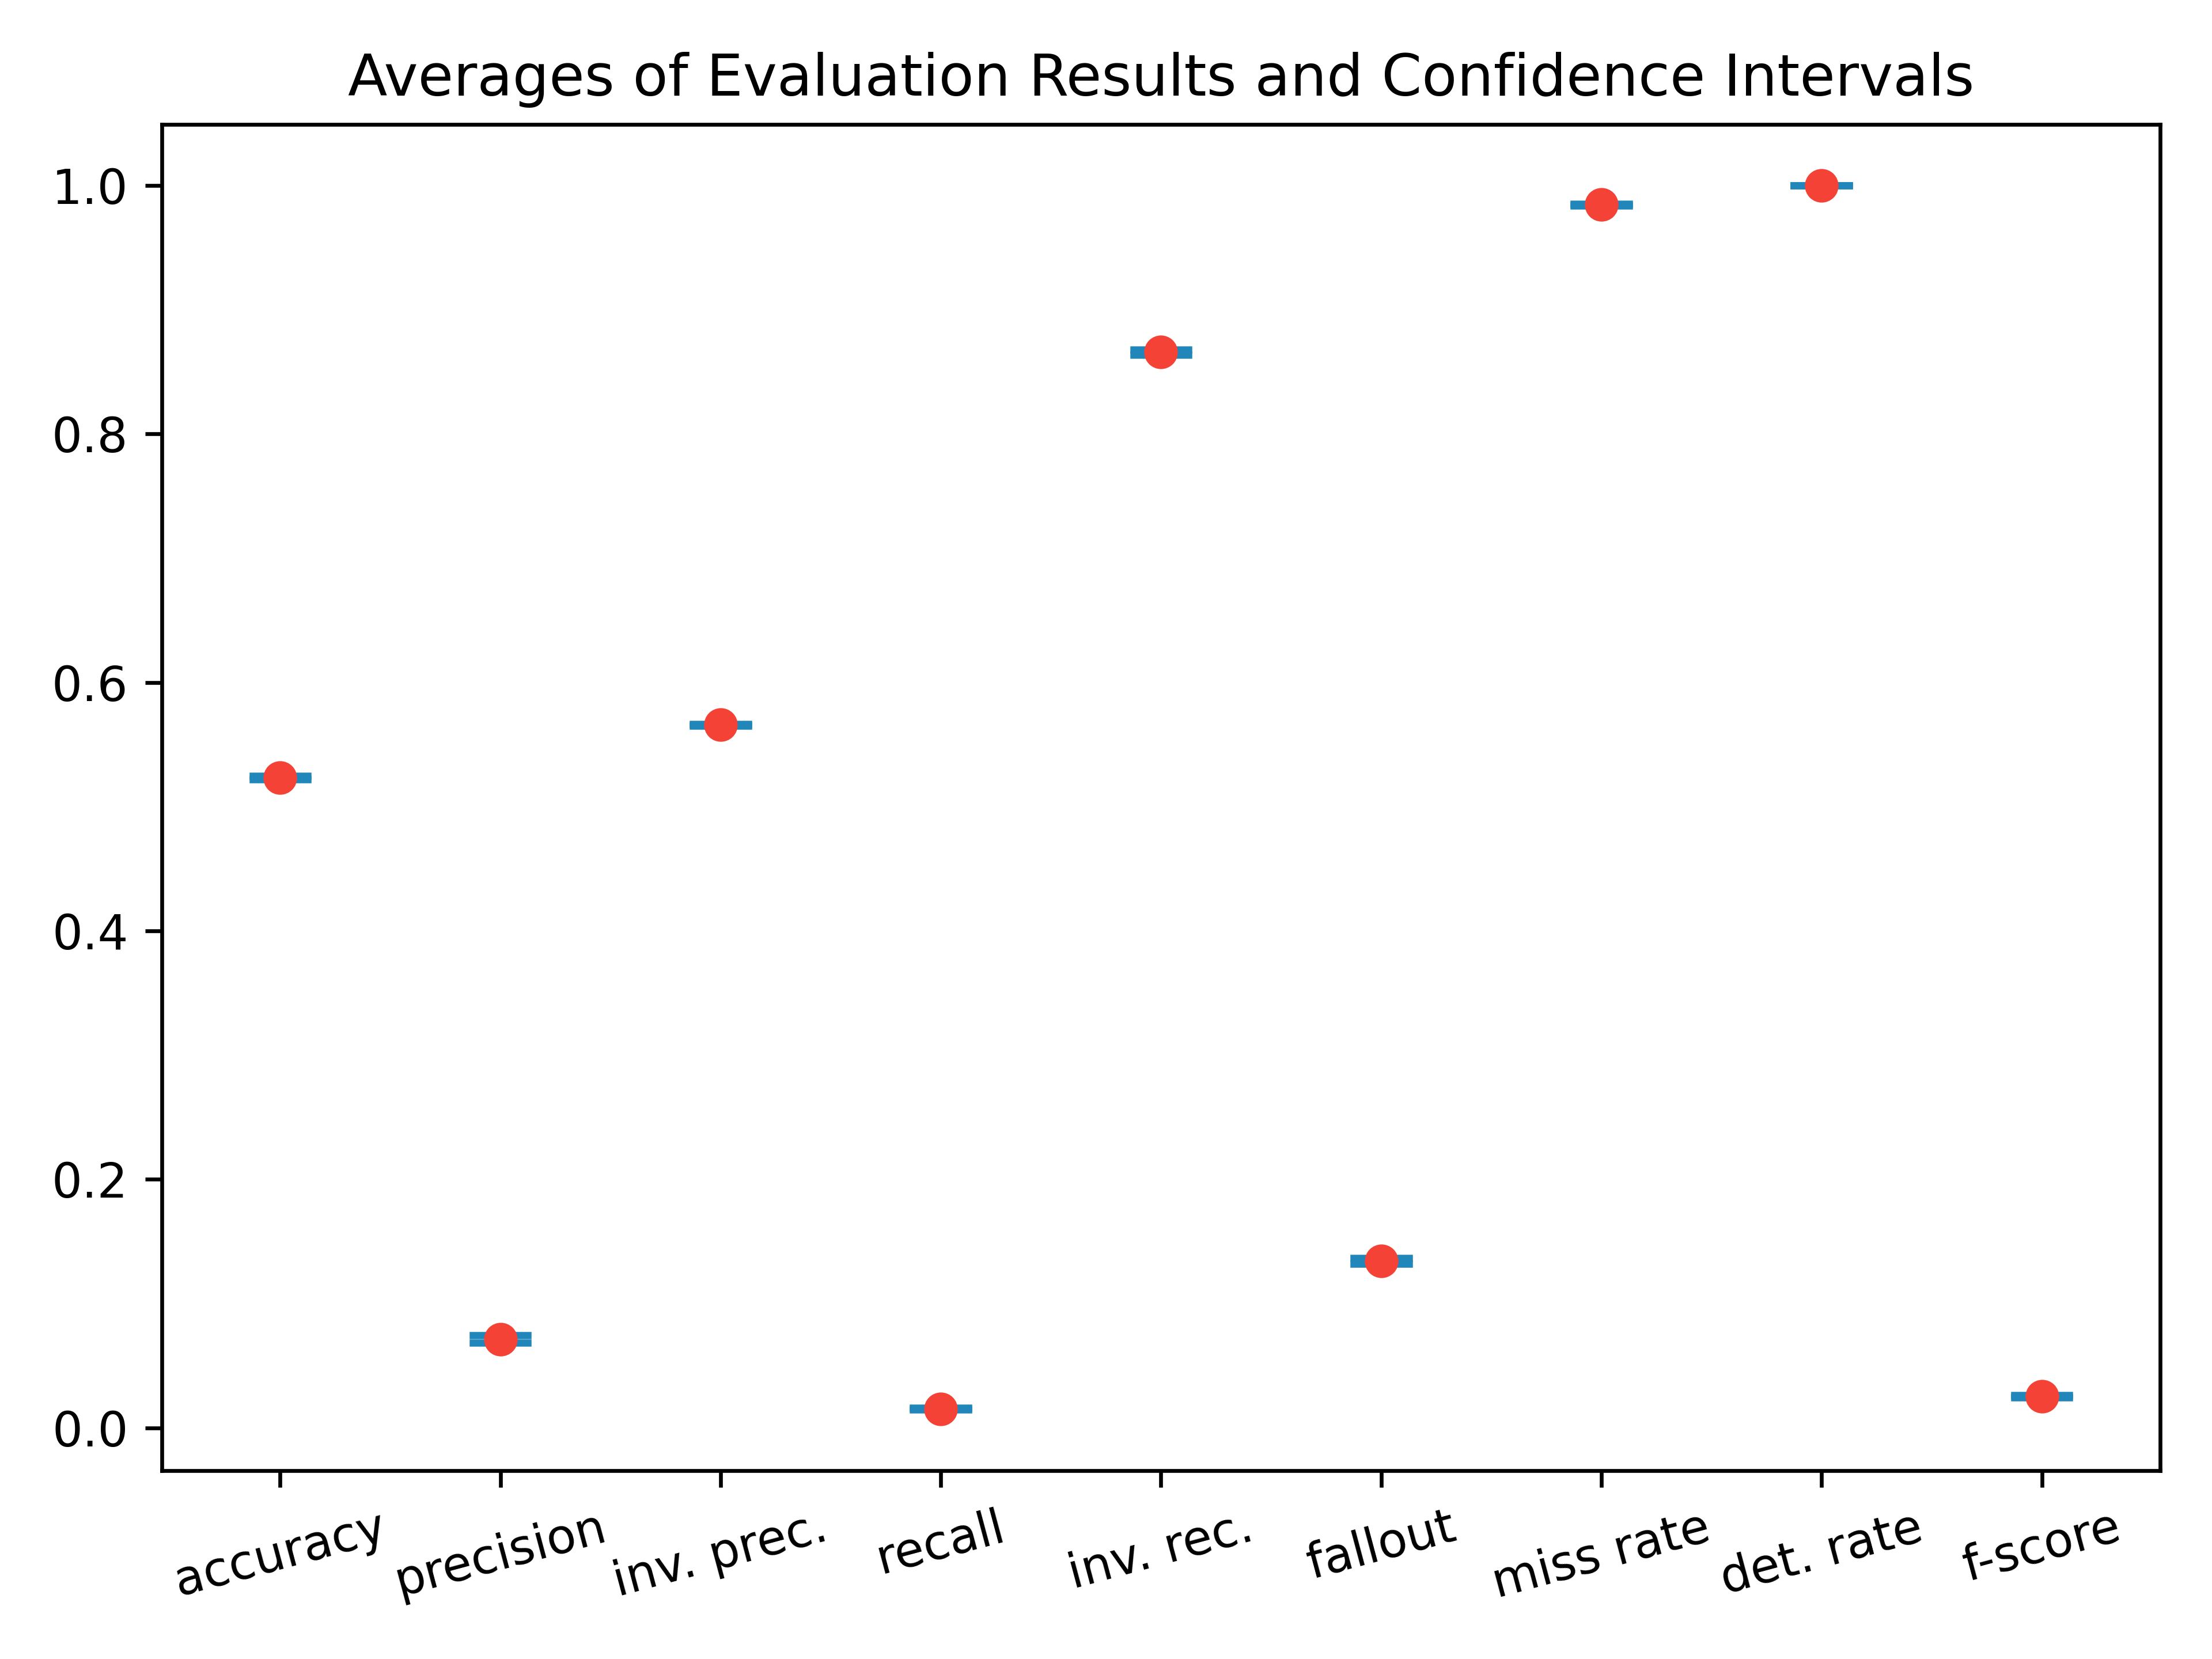 Averages of Evaluation Results and Confidence Intervals
1.0
0.8
0.6
0.4
0.2
0.0
accuracy
precision
inv. prec.
recall
inv. rec.
fallout
miss rate
det. rate
f-score